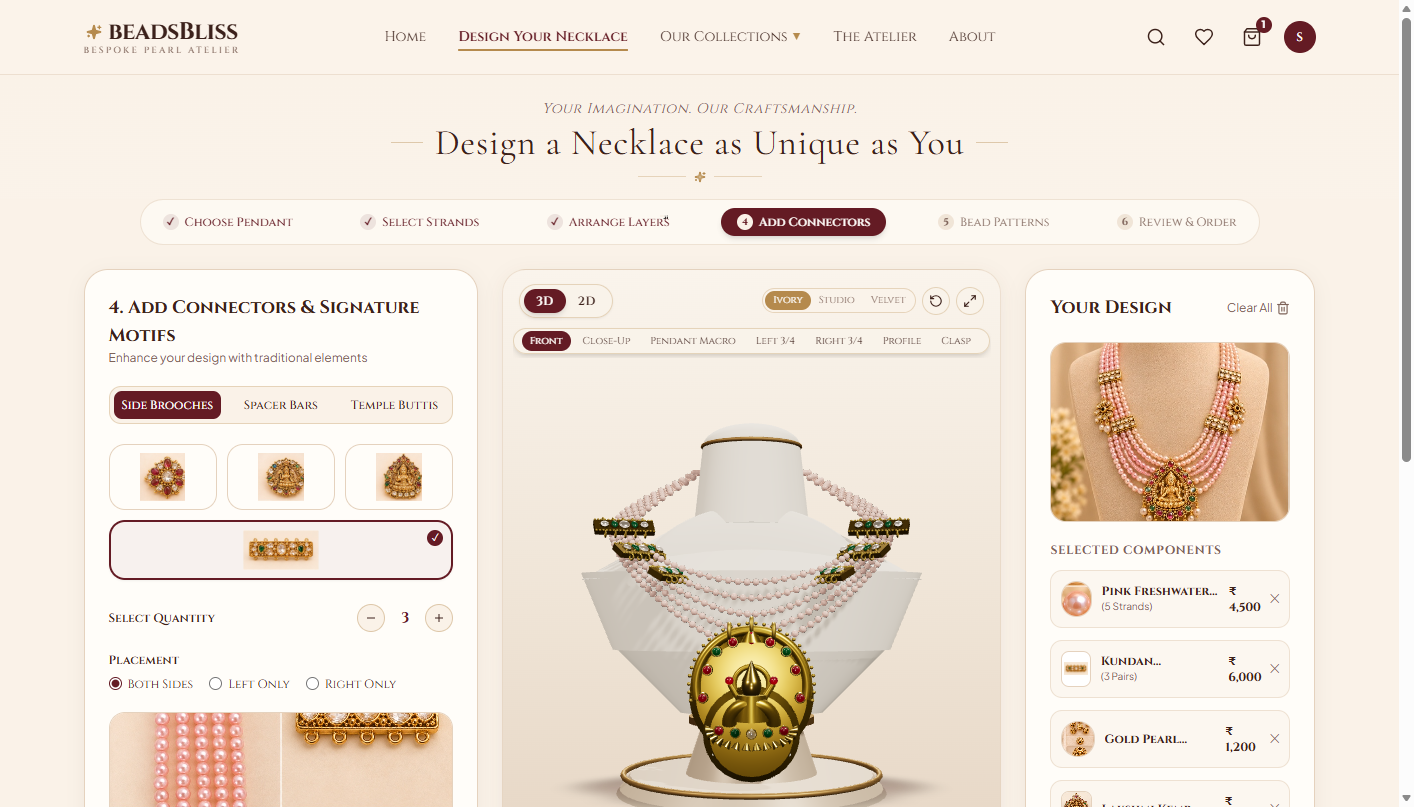 BEADSBLISS
BESPOKE PEARL ATELIER
HOME
DESIGN YOUR NECKLACE
OUR COLLECTIONS ▼
THE ATELIER
ABOUT
1
S
YOUR IMAGINATION. OUR CRAFTSMANSHIP.
Design a Necklace as Unique as You
✓ CHOOSE PENDANT
✓ SELECT STRANDS
✓ ARRANGE LAYERS
4 ADD CONNECTORS
5 BEAD PATTERNS
6 REVIEW & ORDER
4. ADD CONNECTORS & SIGNATURE
MOTIFS
Enhance your design with traditional elements
SIDE BROOCHES
SPACER BARS
TEMPLE BUTTIS
SELECT QUANTITY
− 3 +
PLACEMENT
BOTH SIDES
LEFT ONLY
RIGHT ONLY
3D
2D
IVORY
STUDIO
VELVET
FRONT
CLOSE-UP
PENDANT MACRO
LEFT 3/4
RIGHT 3/4
PROFILE
CLASP
YOUR DESIGN
Clear All
SELECTED COMPONENTS
PINK FRESHWATER...
(5 Strands)
₹
4,500
KUNDAN...
(3 Pairs)
₹
6,000
GOLD PEARL...
₹
1,200
₹